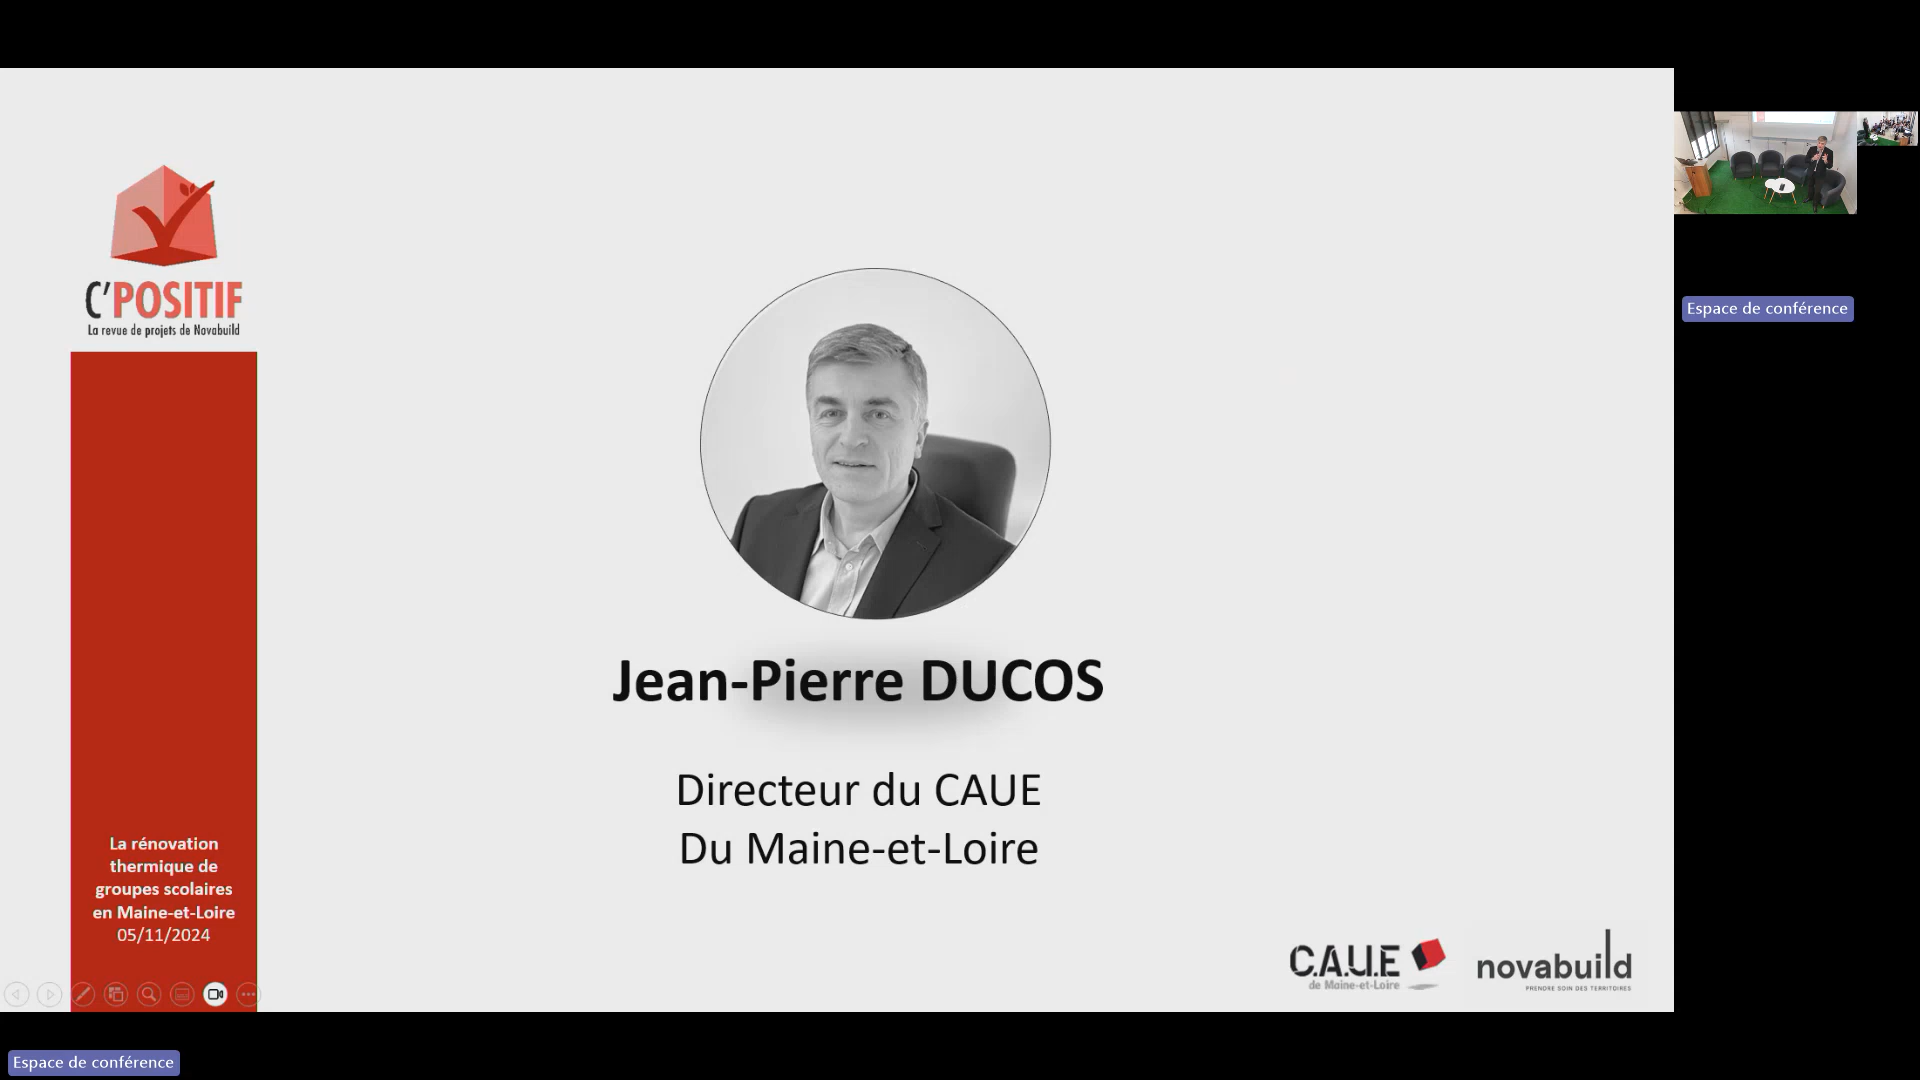 C'POSITIF
La revue de projets de Novabuild
Jean-Pierre DUCOS
Directeur du CAUE
Du Maine-et-Loire
La rénovation
thermique de
groupes scolaires
en Maine-et-Loire
05/11/2024
C.A.U.E
de Maine-et-Loire
novabuild
PRENDRE SOIN DES TERRITOIRES
Espace de conférence
Espace de conférence